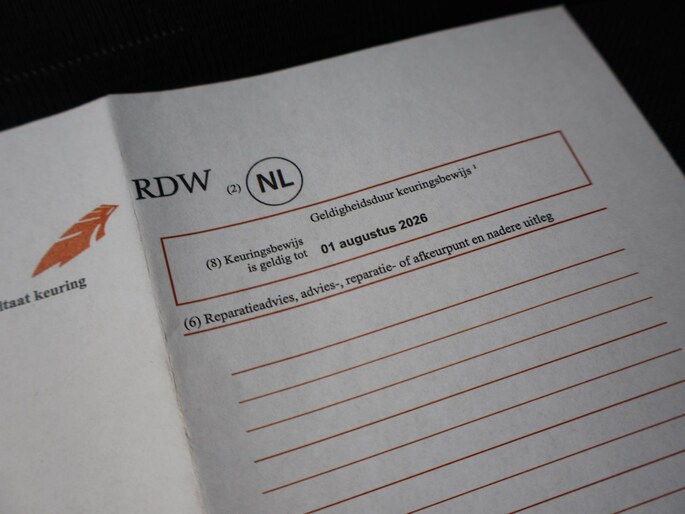 RDW (2) NL
Geldigheidsduur keuringsbewijs ¹
(8) Keuringsbewijs
is geldig tot 01 augustus 2026
(6) Reparatieadvies, advies-, reparatie- of afkeurpunt en nadere uitleg
keuring